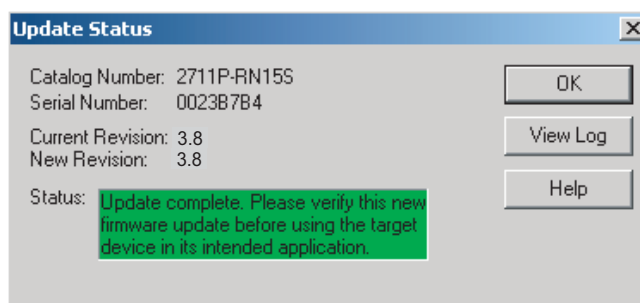 Update Status
Catalog Number: 2711P-RN15S
Serial Number: 0023B7B4
Current Revision: 3.8
New Revision: 3.8
Status: Update complete. Please verify this new
firmware update before using the target
device in its intended application.
OK
View Log
Help